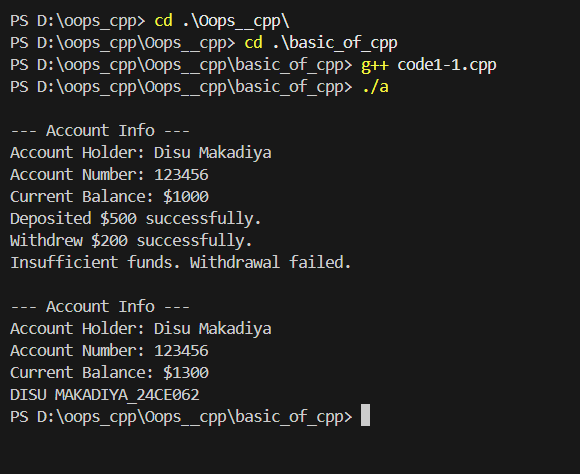 PS D:\oops_cpp> cd .\Oops__cpp\
PS D:\oops_cpp\Oops__cpp> cd .\basic_of_cpp
PS D:\oops_cpp\Oops__cpp\basic_of_cpp> g++ code1-1.cpp
PS D:\oops_cpp\Oops__cpp\basic_of_cpp> ./a
--- Account Info ---
Account Holder: Disu Makadiya
Account Number: 123456
Current Balance: $1000
Deposited $500 successfully.
Withdrew $200 successfully.
Insufficient funds. Withdrawal failed.
--- Account Info ---
Account Holder: Disu Makadiya
Account Number: 123456
Current Balance: $1300
DISU MAKADIYA_24CE062
PS D:\oops_cpp\Oops__cpp\basic_of_cpp>